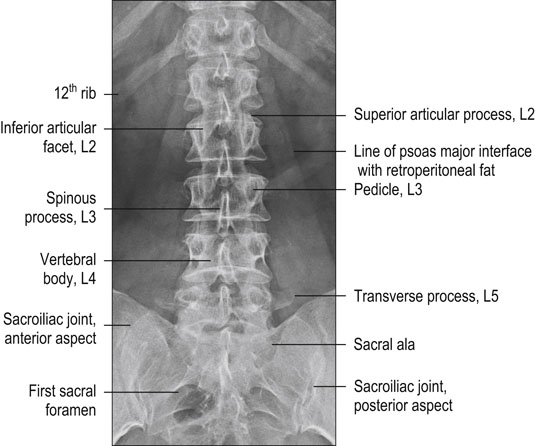 12th rib
Inferior articular
facet, L2
Spinous
process, L3
Vertebral
body, L4
Sacroiliac joint,
anterior aspect
First sacral
foramen
Superior articular process, L2
Line of psoas major interface
with retroperitoneal fat
Pedicle, L3
Transverse process, L5
Sacral ala
Sacroiliac joint,
posterior aspect